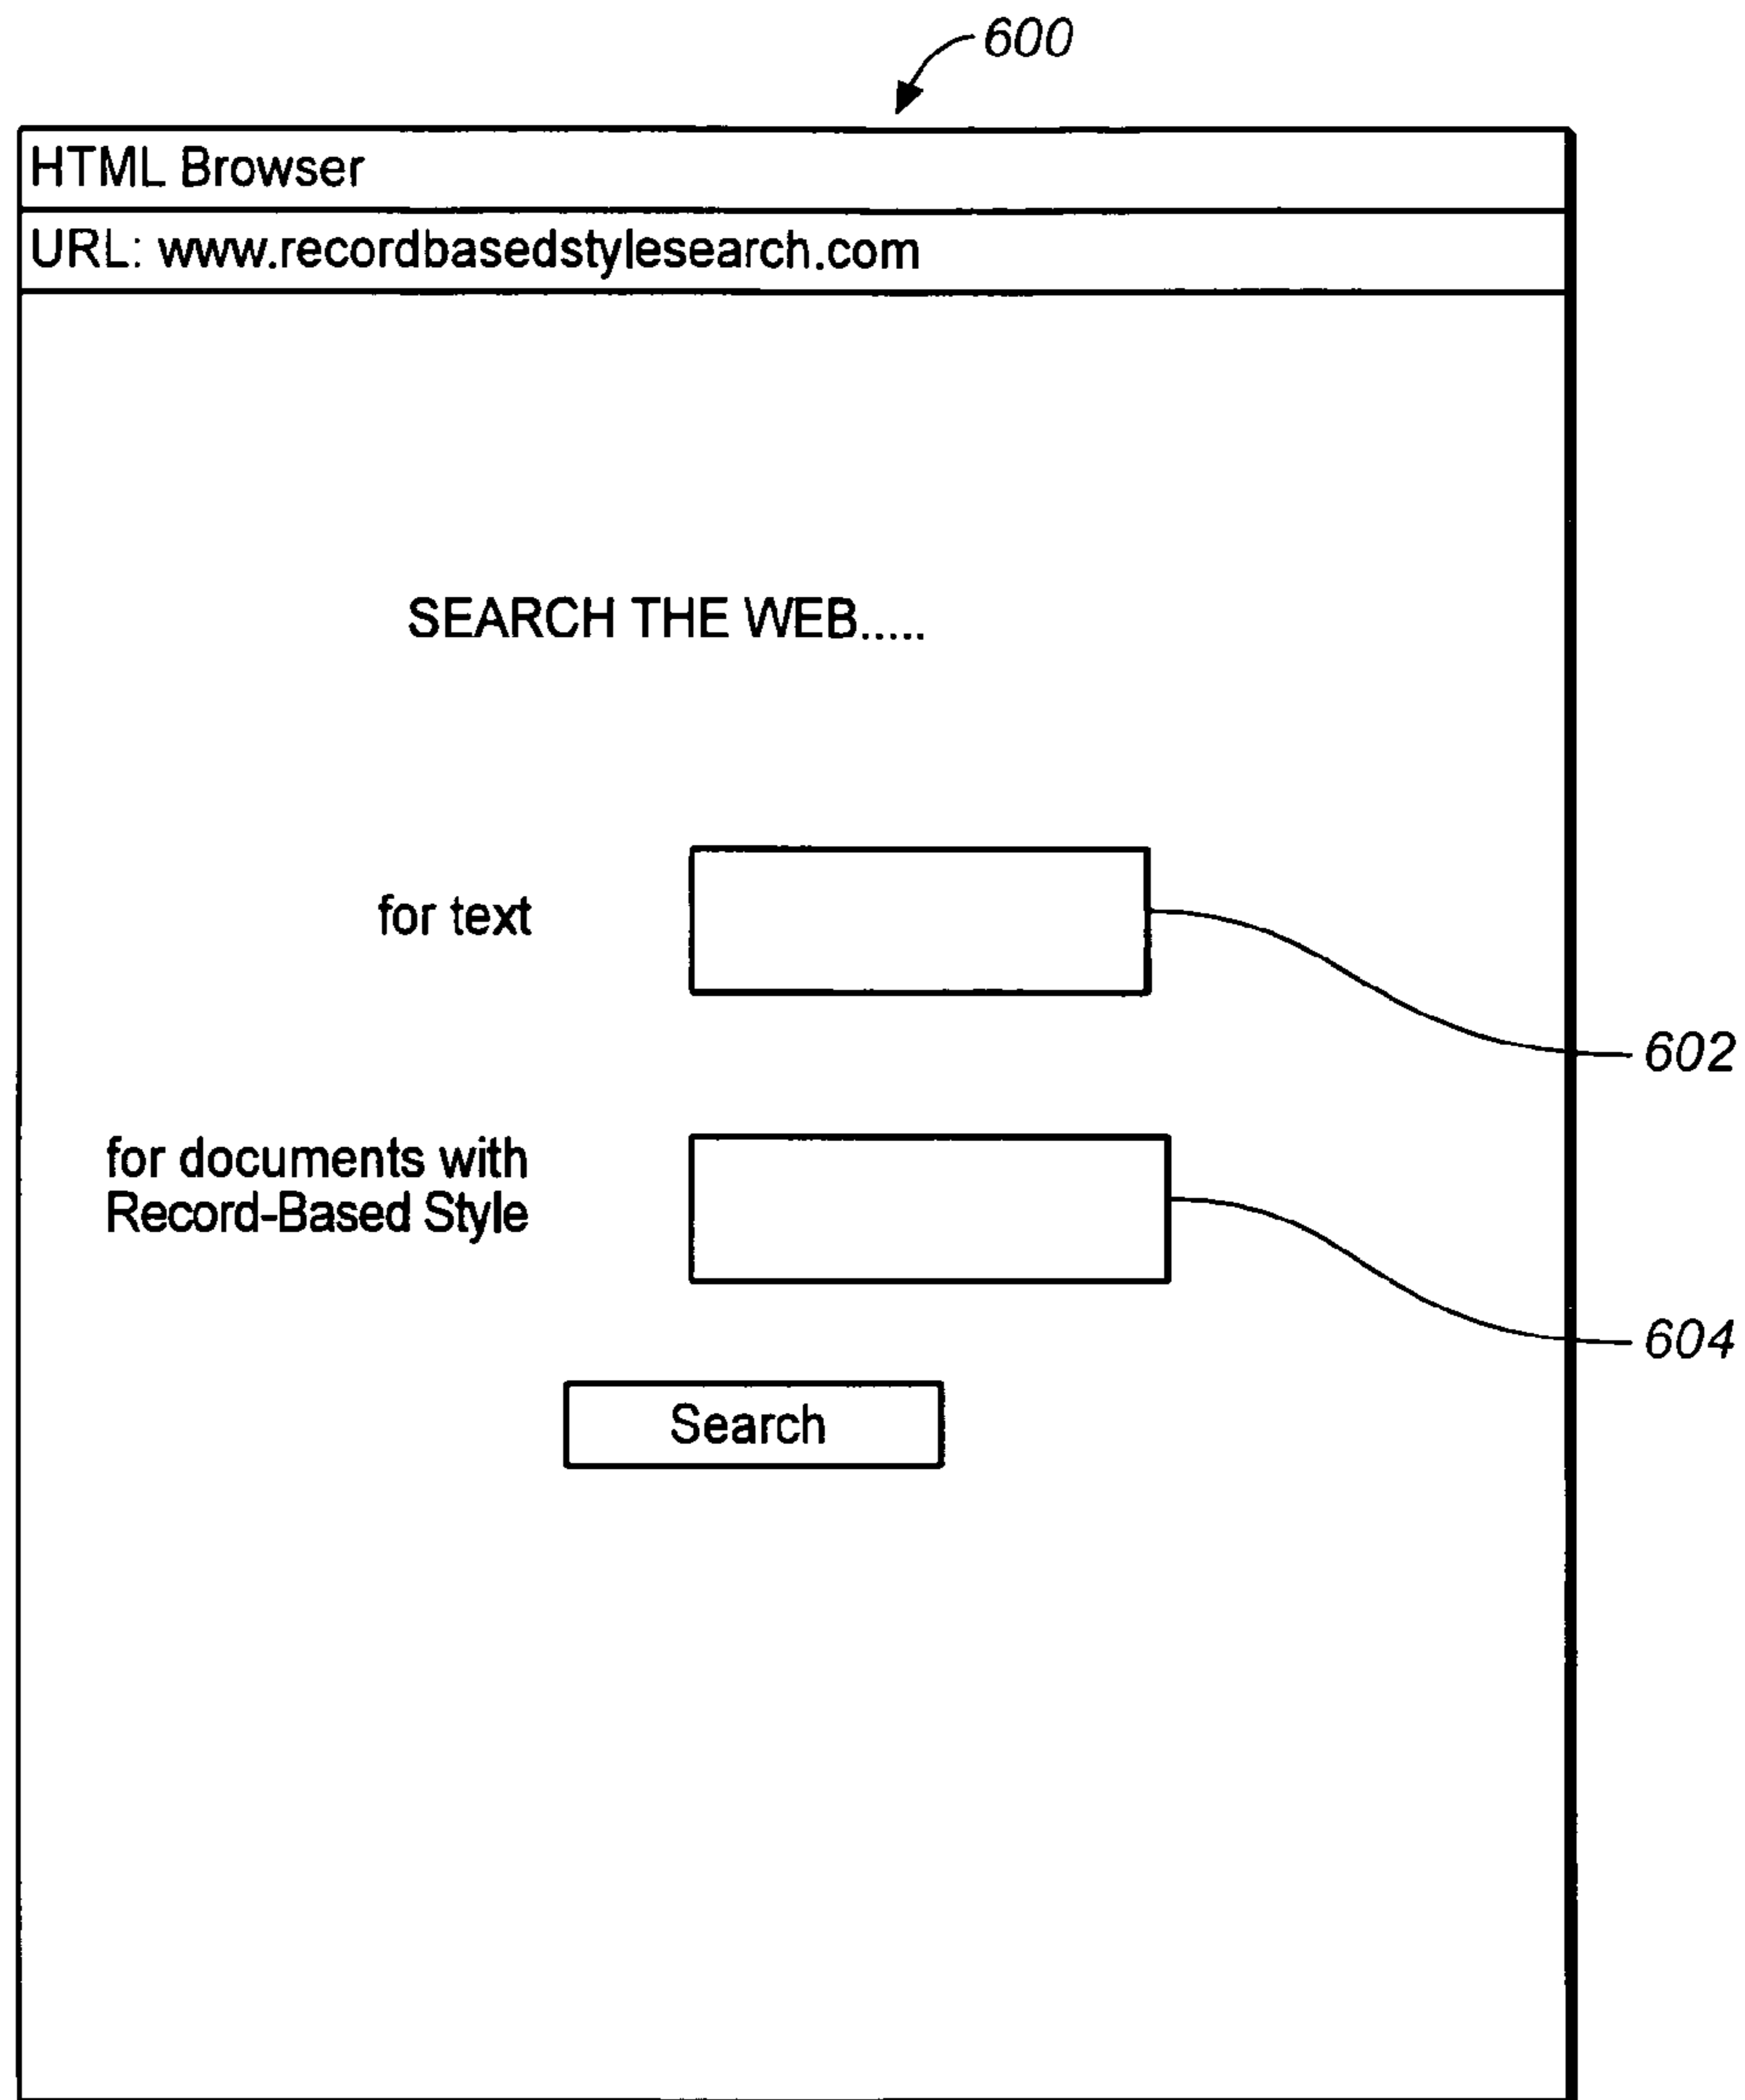 600
HTML Browser
URL: www.recordbasedstylesearch.com
SEARCH THE WEB.....
for text
602
for documents with
Record-Based Style
604
Search